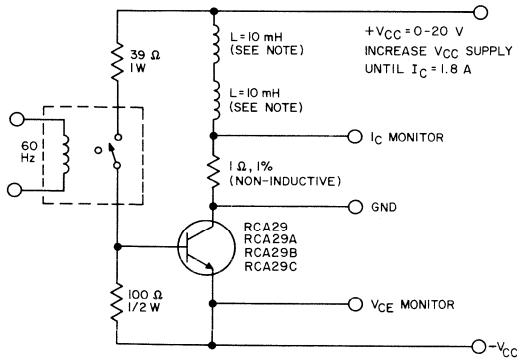 39 Ω
1W
L=10 mH
(SEE NOTE)
+VCC=0-20 V
INCREASE VCC SUPPLY
UNTIL IC=1.8 A
L=10 mH
(SEE NOTE)
60
Hz
IC MONITOR
1 Ω, 1%
(NON-INDUCTIVE)
GND
RCA29
RCA29A
RCA29B
RCA29C
100 Ω
1/2 W
VCE MONITOR
-VCC